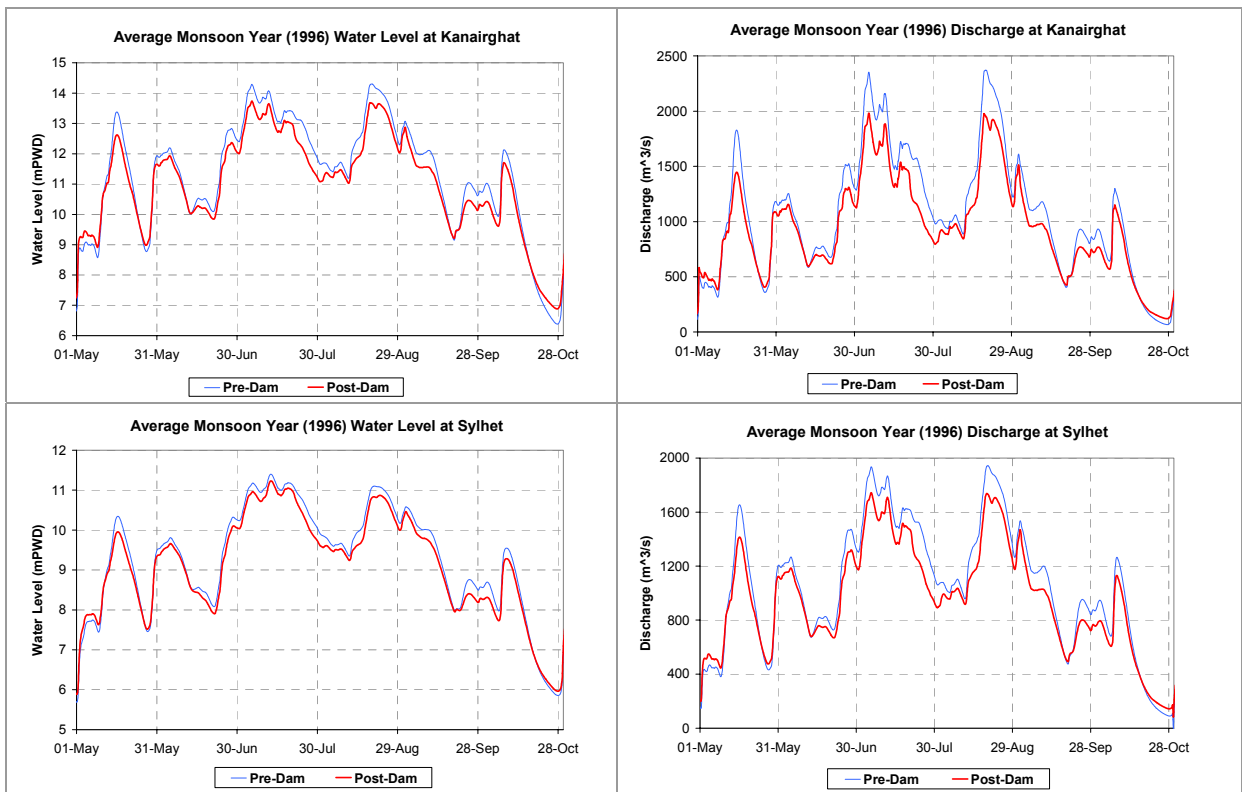 Average Monsoon Year (1996) Water Level at Kanairghat
15
14
13
12
11
10
9
8
7
6
Water Level (mPWD)
01-May 31-May 30-Jun 30-Jul 29-Aug 28-Sep 28-Oct
Pre-Dam Post-Dam
Average Monsoon Year (1996) Discharge at Kanairghat
2500
2000
1500
1000
500
0
Discharge (m^3/s)
01-May 31-May 30-Jun 30-Jul 29-Aug 28-Sep 28-Oct
Pre-Dam Post-Dam
Average Monsoon Year (1996) Water Level at Sylhet
12
11
10
9
8
7
6
5
Water Level (mPWD)
01-May 31-May 30-Jun 30-Jul 29-Aug 28-Sep 28-Oct
Pre-Dam Post-Dam
Average Monsoon Year (1996) Discharge at Sylhet
2000
1600
1200
800
400
0
Discharge (m^3/s)
01-May 31-May 30-Jun 30-Jul 29-Aug 28-Sep 28-Oct
Pre-Dam Post-Dam